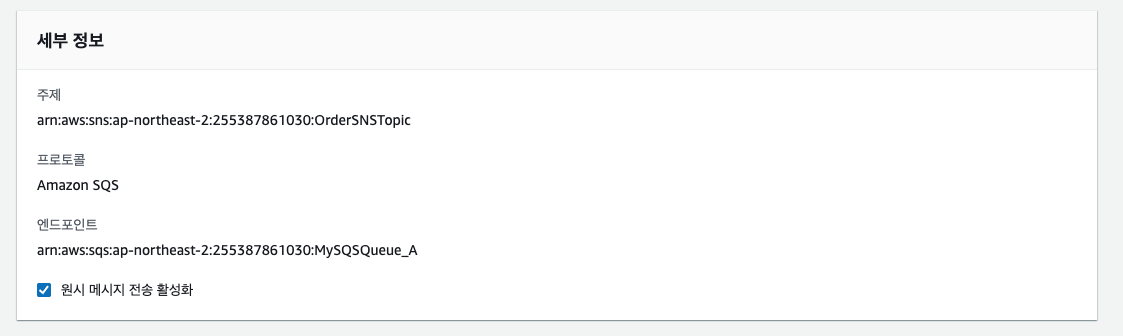 세부 정보
주제
arn:aws:sns:ap-northeast-2:255387861030:OrderSNSTopic
프로토콜
Amazon SQS
엔드포인트
arn:aws:sqs:ap-northeast-2:255387861030:MySQSQueue_A
원시 메시지 전송 활성화